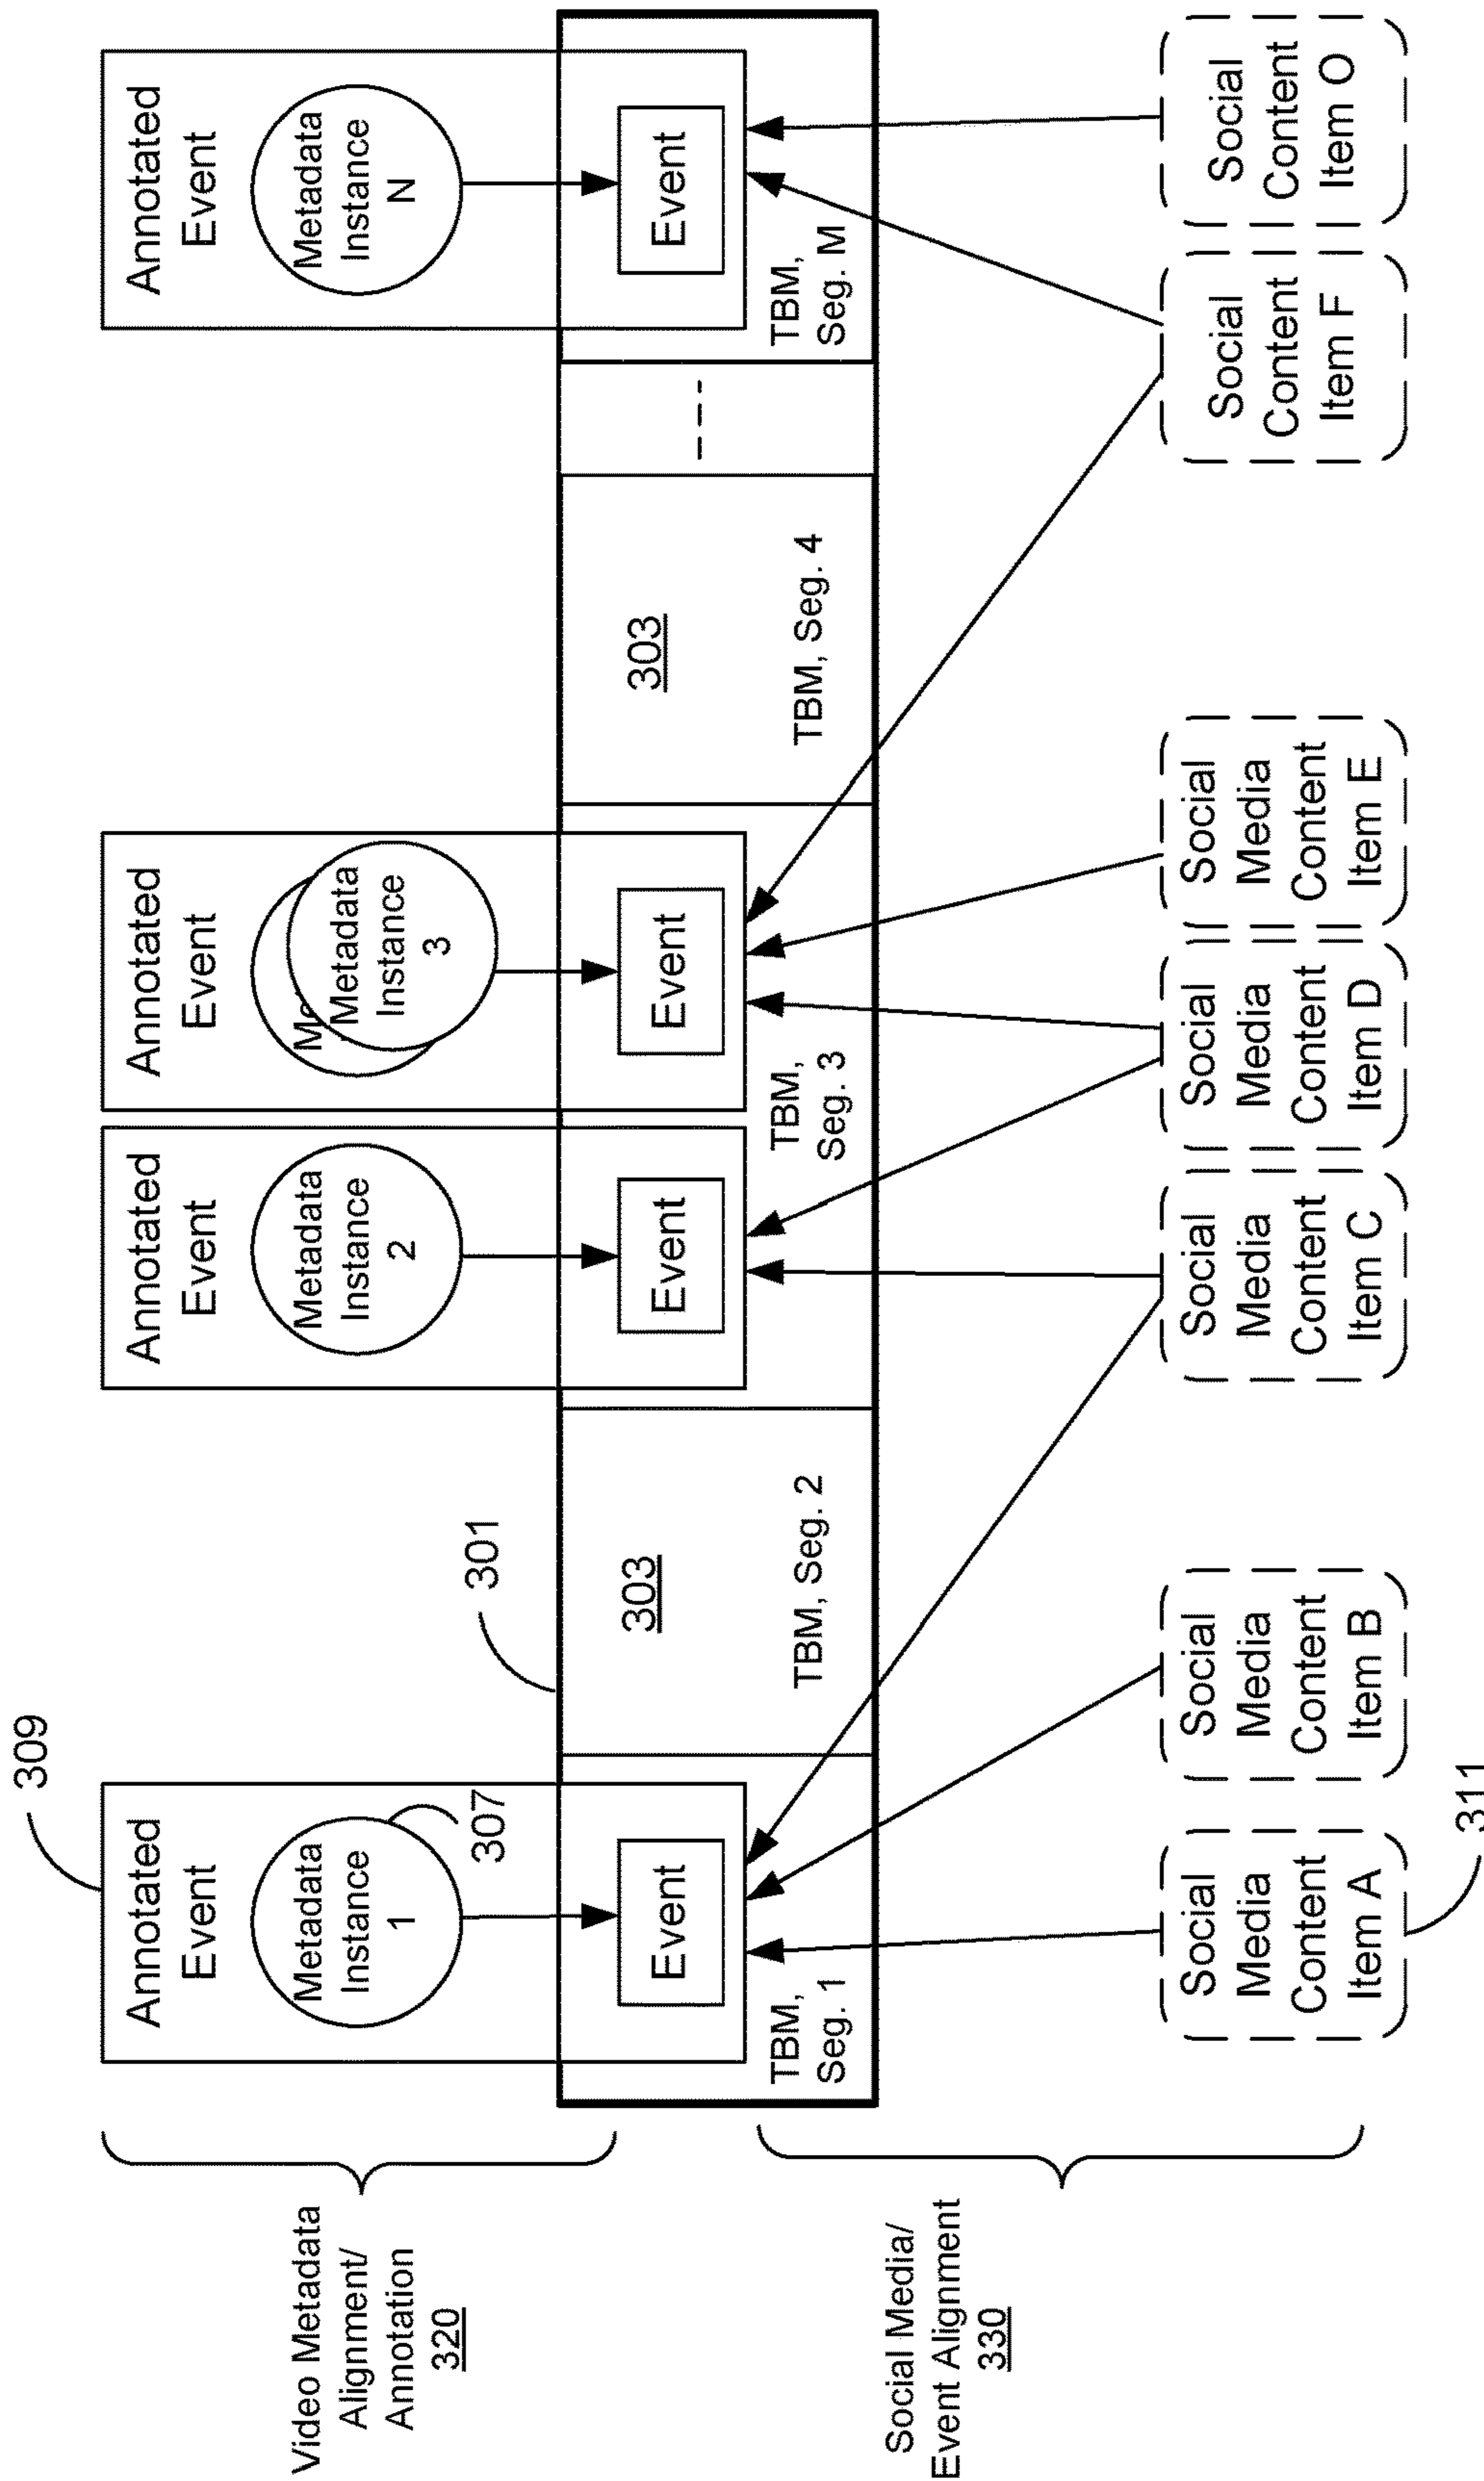 309
Annotated
Event
Metadata
Instance
1
307
Annotated
Event
Metadata
Instance
2
Annotated
Event
Me
Metadata
Instance
3
Annotated
Event
Metadata
Instance
N
Video Metadata
Alignment/
Annotation
320
301
Event
TBM,
Seg. 1
303
TBM, Seg. 2
Event
Event
TBM,
Seg. 3
303
TBM, Seg. 4
Event
TBM,
Seg. M
Social Media/
Event Alignment
330
Social
Media
Content
Item A
Social
Media
Content
Item B
Social
Media
Content
Item C
Social
Media
Content
Item D
Social
Media
Content
Item E
Social
Content
Item F
Social
Content
Item O
311